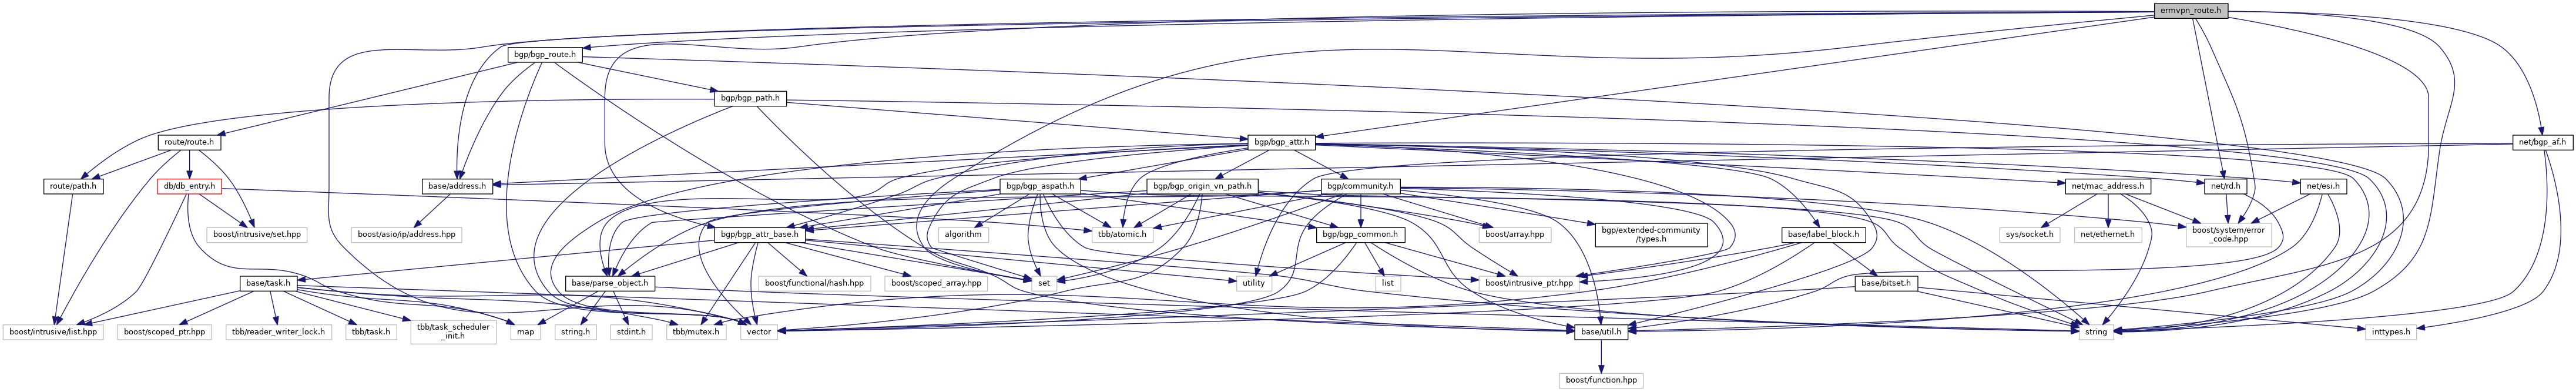 ermvpn_route.h
bgp/bgp_route.h
bgp/bgp_path.h
route/route.h
bgp/bgp_attr.h
net/bgp_af.h
route/path.h
db/db_entry.h
base/address.h
bgp/bgp_aspath.h
bgp/bgp_origin_vn_path.h
bgp/community.h
net/mac_address.h
net/rd.h
net/esi.h
boost/intrusive/set.hpp
boost/asio/ip/address.hpp
bgp/bgp_attr_base.h
algorithm
tbb/atomic.h
bgp/bgp_common.h
boost/array.hpp
bgp/extended-community
/types.h
base/label_block.h
sys/socket.h
net/ethernet.h
boost/system/error
_code.hpp
base/task.h
base/parse_object.h
boost/functional/hash.hpp
boost/scoped_array.hpp
set
utility
list
boost/intrusive_ptr.hpp
base/bitset.h
boost/intrusive/list.hpp
boost/scoped_ptr.hpp
tbb/reader_writer_lock.h
tbb/task.h
tbb/task_scheduler
_init.h
map
string.h
stdint.h
tbb/mutex.h
vector
base/util.h
string
inttypes.h
boost/function.hpp